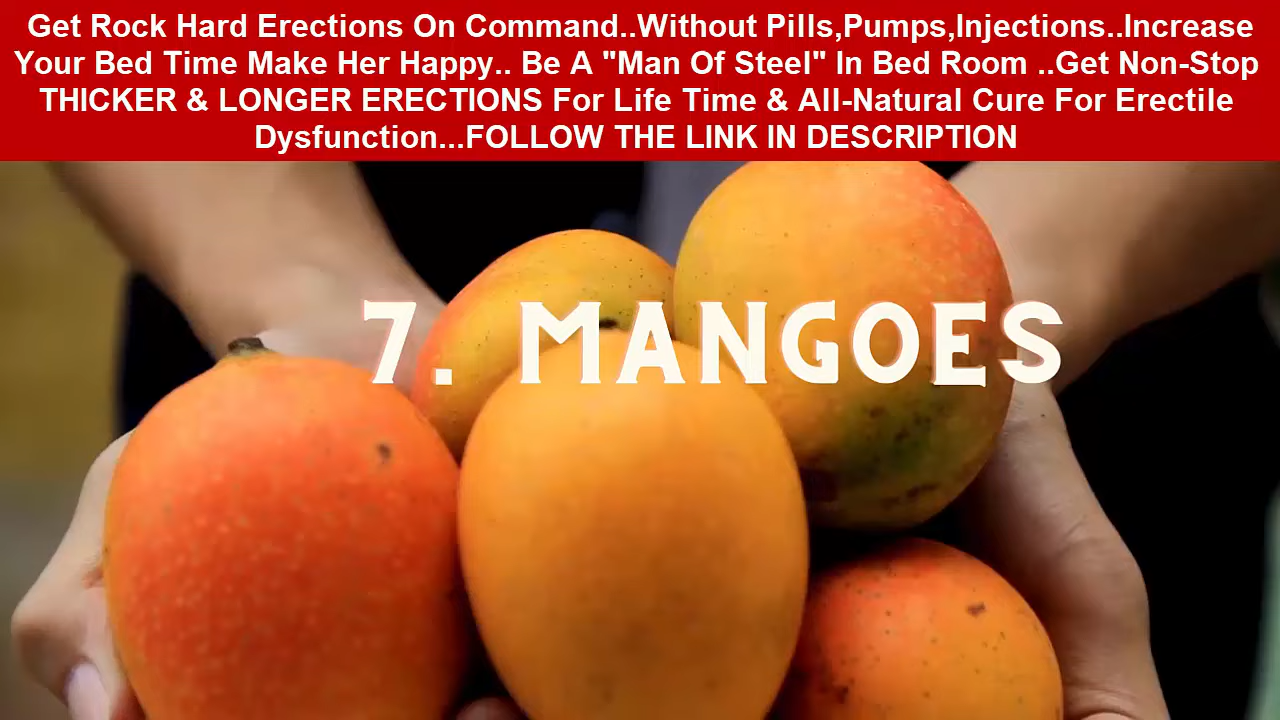 Get Rock Hard Erections On Command..Without Pills,Pumps,Injections..Increase
Your Bed Time Make Her Happy.. Be A "Man Of Steel" In Bed Room ..Get Non-Stop
THICKER & LONGER ERECTIONS For Life Time & All-Natural Cure For Erectile
Dysfunction...FOLLOW THE LINK IN DESCRIPTION
7. MANGOES